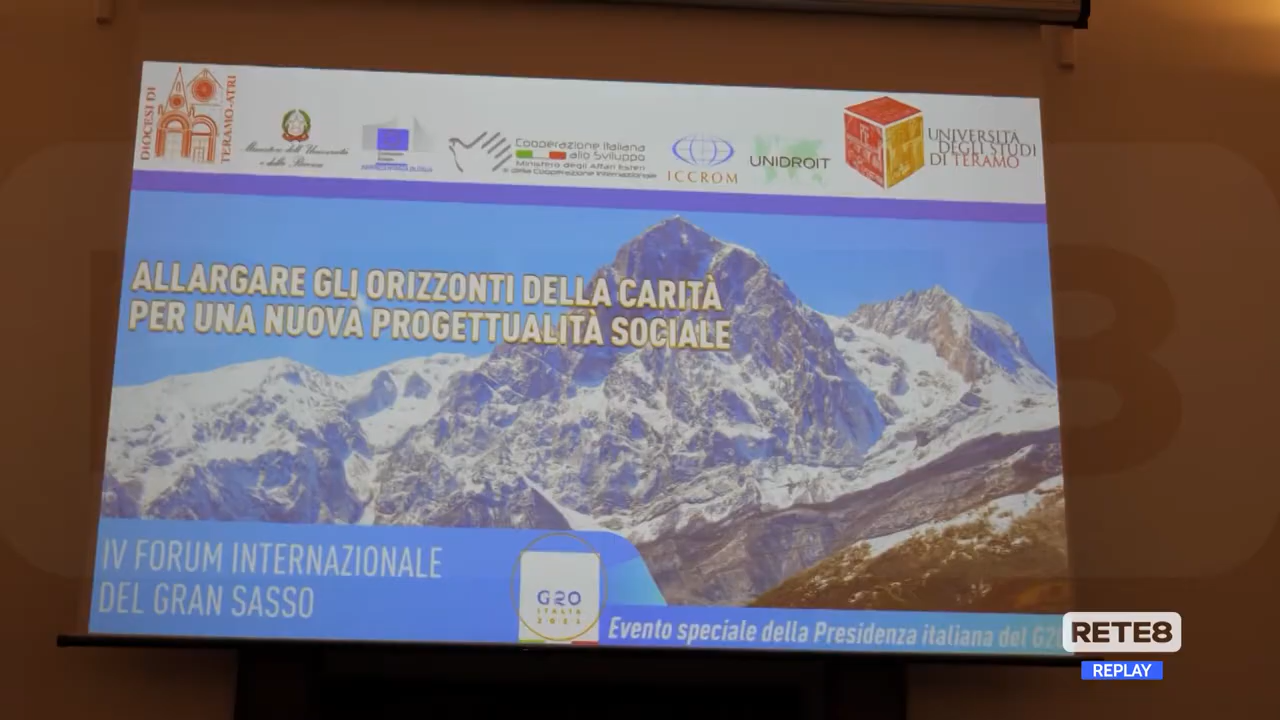 DIOCESI DI
TERAMO-ATRI
Ministero dell'Università
e della Ricerca
Cooperazione Italiana
allo Sviluppo
Ministero degli Affari Esteri
e della Cooperazione Internazionale
ICCROM
UNIDROIT
UNIVERSITÀ
DEGLI STUDI
DI TERAMO
ALLARGARE GLI ORIZZONTI DELLA CARITÀ
PER UNA NUOVA PROGETTUALITÀ SOCIALE
IV FORUM INTERNAZIONALE
DEL GRAN SASSO
G20
ITALIA
2021
Evento speciale della Presidenza italiana del G20
RETE8
REPLAY